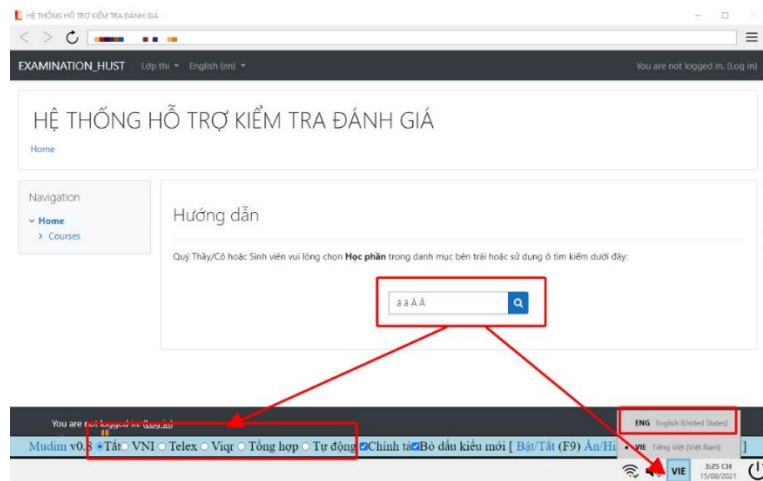 HỆ THỐNG HỖ TRỢ KIỂM TRA ĐÁNH GIÁ
EXAMINATION_HUST Lớp thi English (en) You are not logged in. (Log in)
HỆ THỐNG HỖ TRỢ KIỂM TRA ĐÁNH GIÁ
Home
Navigation
Home
Courses
Hướng dẫn
Quý Thầy/Cô hoặc Sinh viên vui lòng chọn Học phần trong danh mục bên trái hoặc sử dụng ô tìm kiếm dưới đây:
You are not logged in. (Log in)
ENG English (United States)
VIE Tiếng Việt (Việt Nam)
Mudim v0.8 Tắt VNI Telex Viqr Tổng hợp Tự động Chính tả Bỏ dấu kiểu mới [ Bật/Tắt (F9) Ẩn/Hi ]
VIE 3:25 CH
15/08/2021